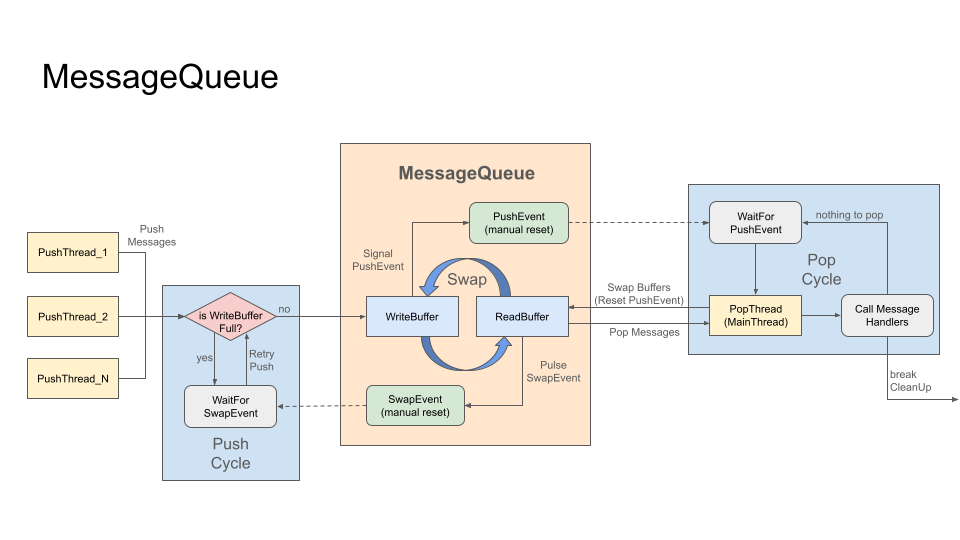 MessageQueue
MessageQueue
PushThread_1
PushThread_2
PushThread_N
Push
Messages
is WriteBuffer
Full?
no
yes
Retry
Push
WaitFor
SwapEvent
Push
Cycle
PushEvent
(manual reset)
Signal
PushEvent
Swap
WriteBuffer
ReadBuffer
Pulse
SwapEvent
SwapEvent
(manual reset)
Swap Buffers
(Reset PushEvent)
Pop Messages
WaitFor
PushEvent
nothing to pop
Pop
Cycle
PopThread
(MainThread)
Call Message
Handlers
break
CleanUp